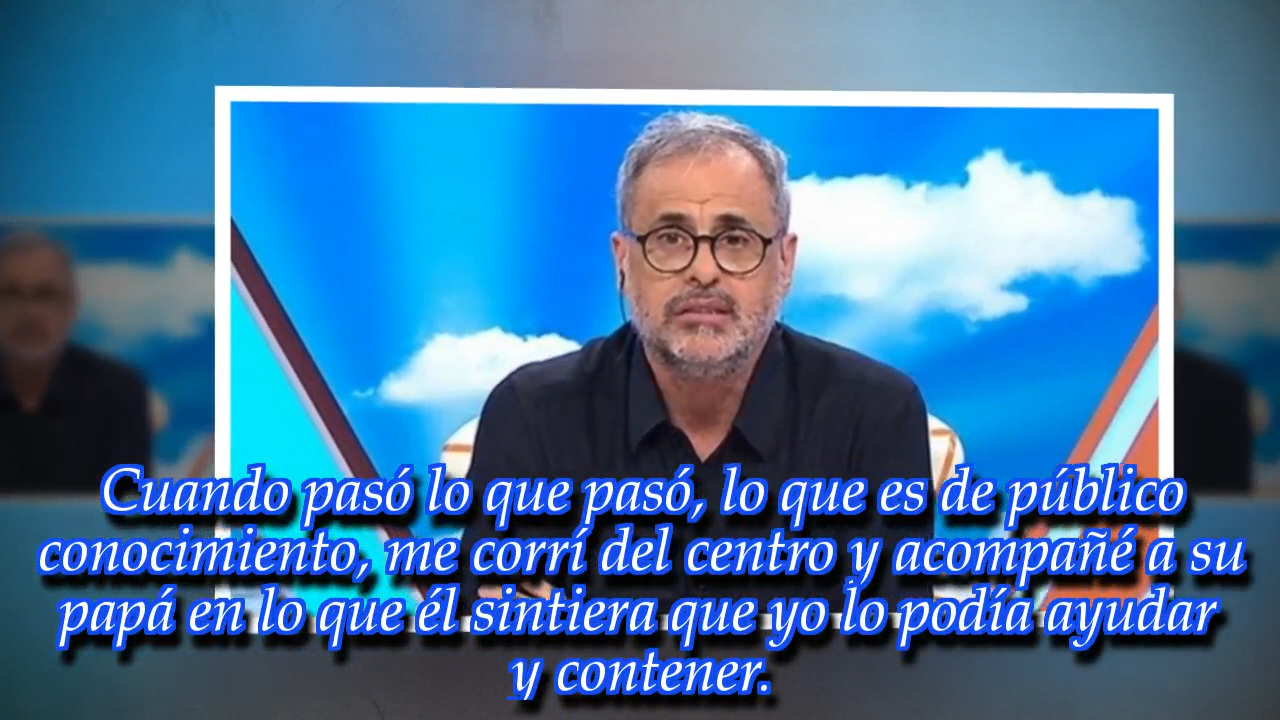 Cuando pasó lo que pasó, lo que es de público
conocimiento, me corrí del centro y acompañé a su
papá en lo que él sintiera que yo lo podía ayudar
y contener.